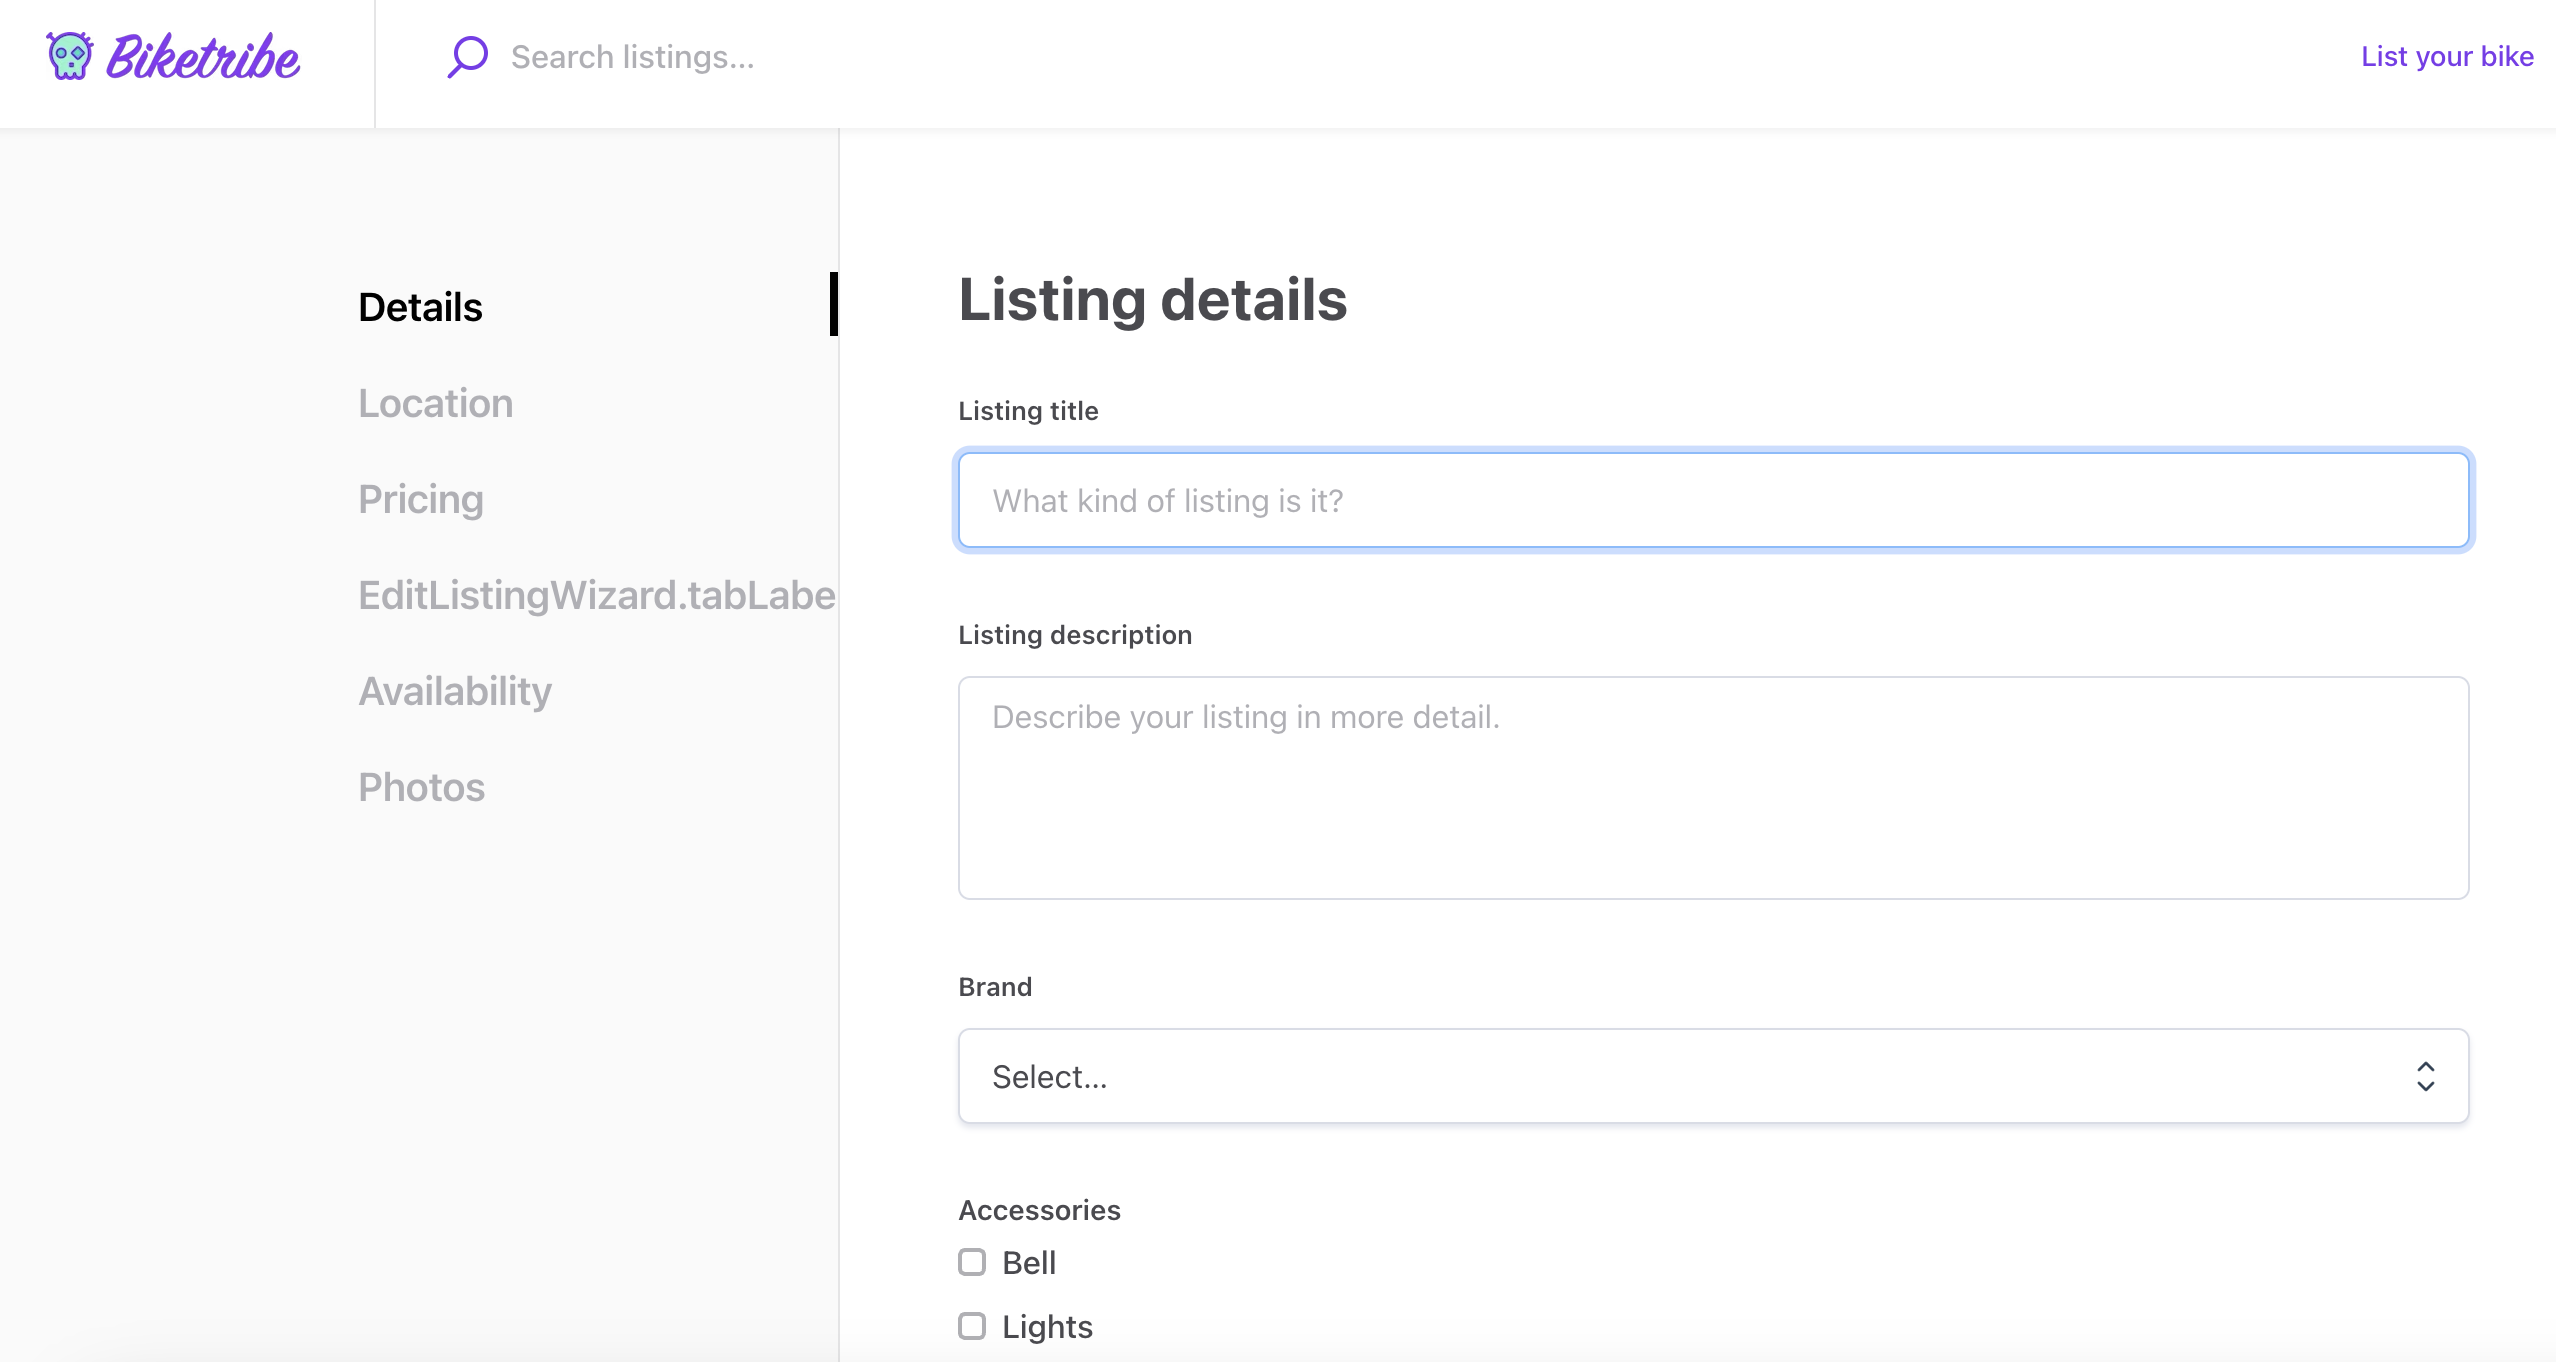 Biketribe
Search listings...
List your bike
Details
Location
Pricing
EditListingWizard.tabLabe
Availability
Photos
Listing details
Listing title
What kind of listing is it?
Listing description
Describe your listing in more detail.
Brand
Select...
Accessories
Bell
Lights